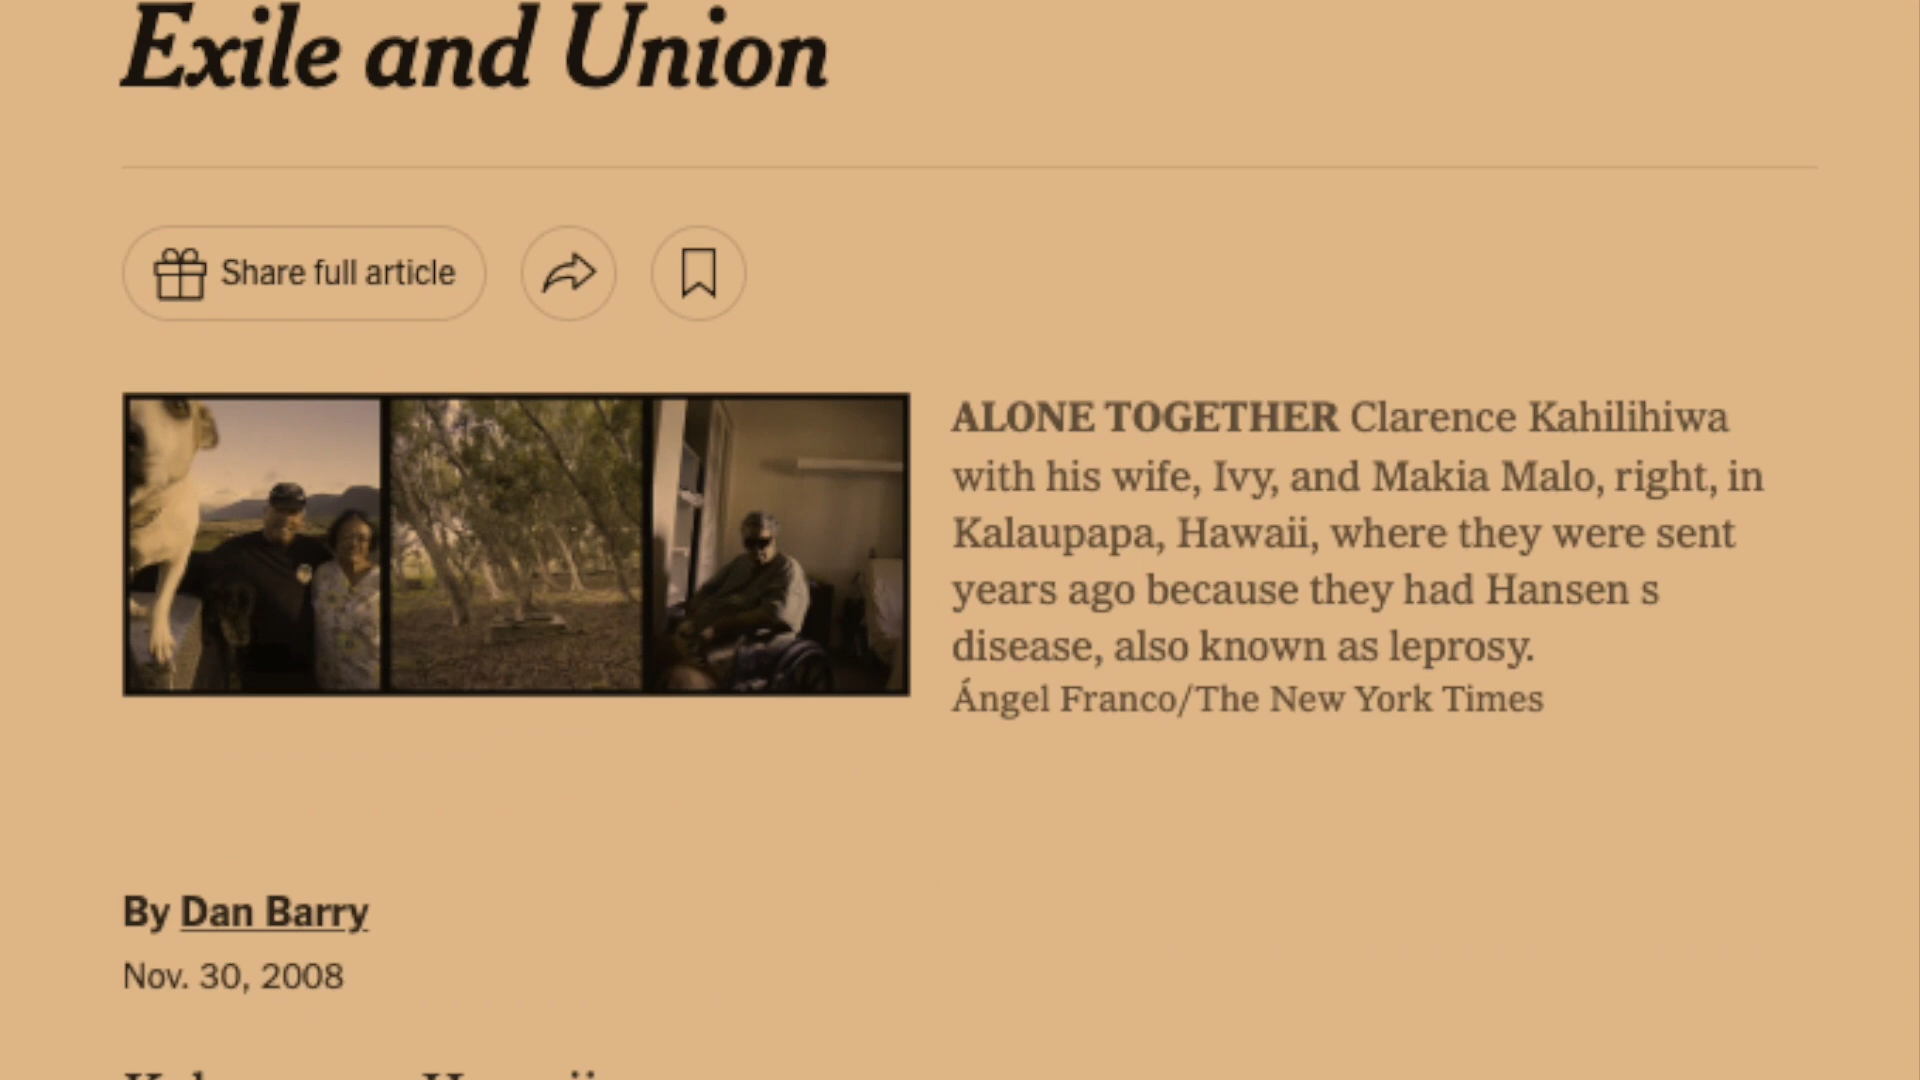 Exile and Union
Share full article
ALONE TOGETHER Clarence Kahilihiwa
with his wife, Ivy, and Makia Malo, right, in
Kalaupapa, Hawaii, where they were sent
years ago because they had Hansen s
disease, also known as leprosy.
Ángel Franco/The New York Times
By Dan Barry
Nov. 30, 2008